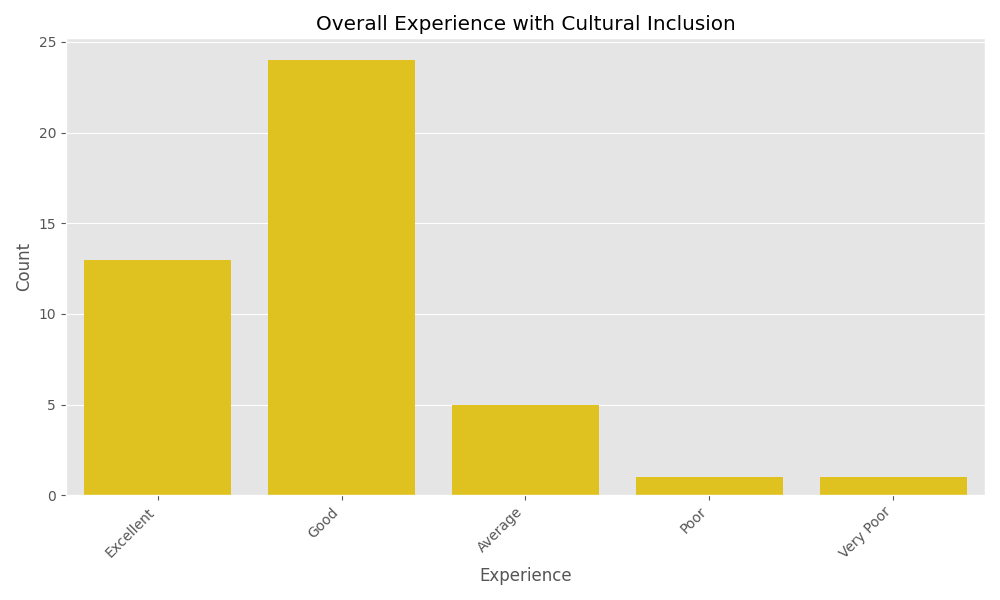 Overall Experience with Cultural Inclusion
25
20
15
10
5
0
Count
Excellent
Good
Average
Poor
Very Poor
Experience